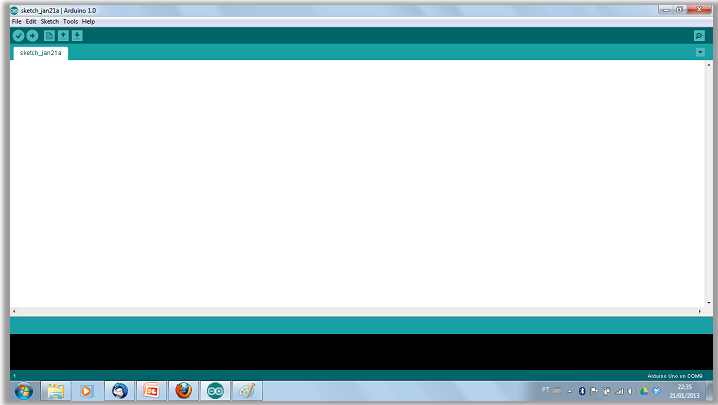 sketch_jan21a | Arduino 1.0
File Edit Sketch Tools Help
sketch_jan21a
1
Arduino Uno on COM9
PT
22:35
21/01/2013